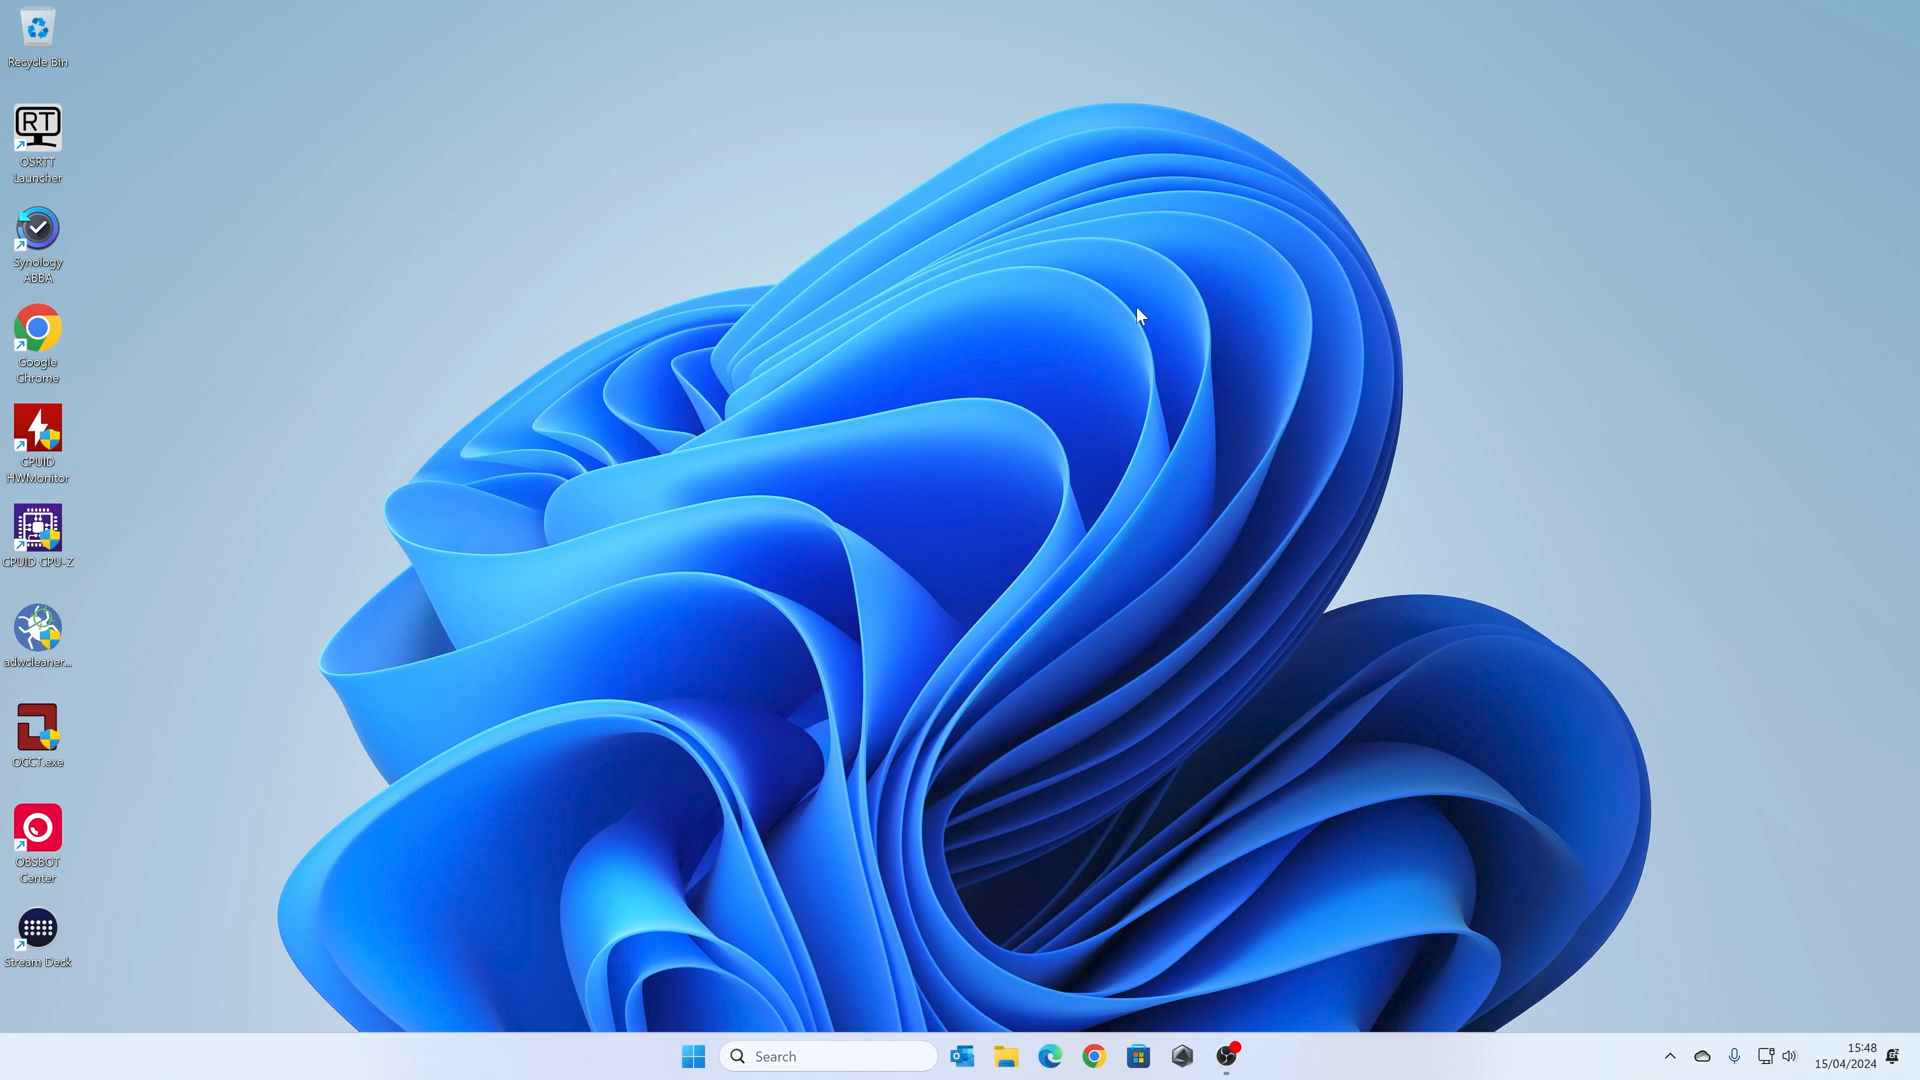 Recycle Bin
RT
OSRTT
Launcher
Synology
ABBA
Google
Chrome
CPUID
HWMonitor
CPUID CPU-Z
adwcleaner...
OCCT.exe
OBSBOT
Center
Stream Deck
Search
15:48
15/04/2024